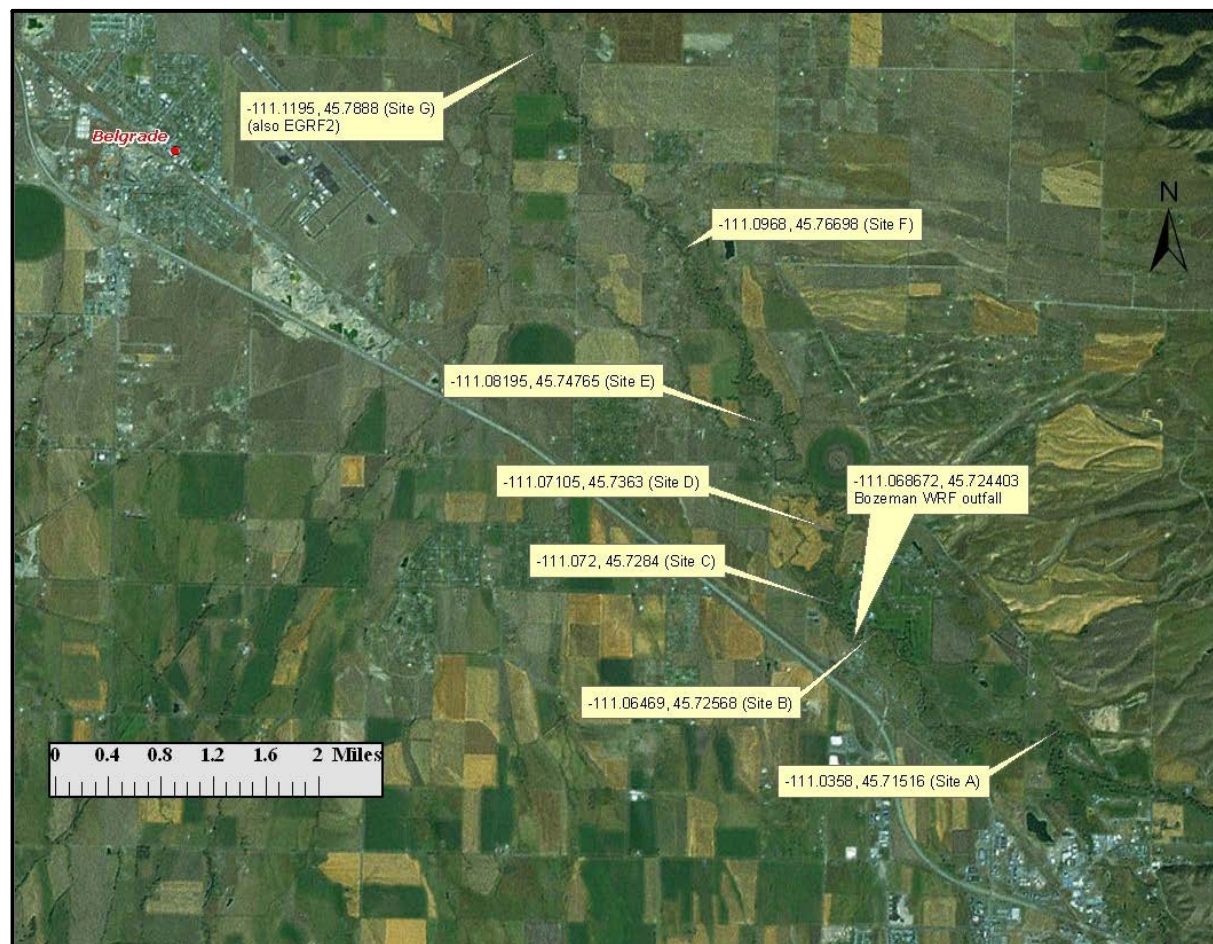 -111.1195, 45.7888 (Site G)
(also EGRF2)
Belgrade
N
-111.0968, 45.76698 (Site F)
-111.08195, 45.74765 (Site E)
-111.07105, 45.7363 (Site D)
-111.068672, 45.724403
Bozeman WRF outfall
-111.072, 45.7284 (Site C)
-111.06469, 45.72568 (Site B)
0 0.4 0.8 1.2 1.6 2 Miles
-111.0358, 45.71516 (Site A)